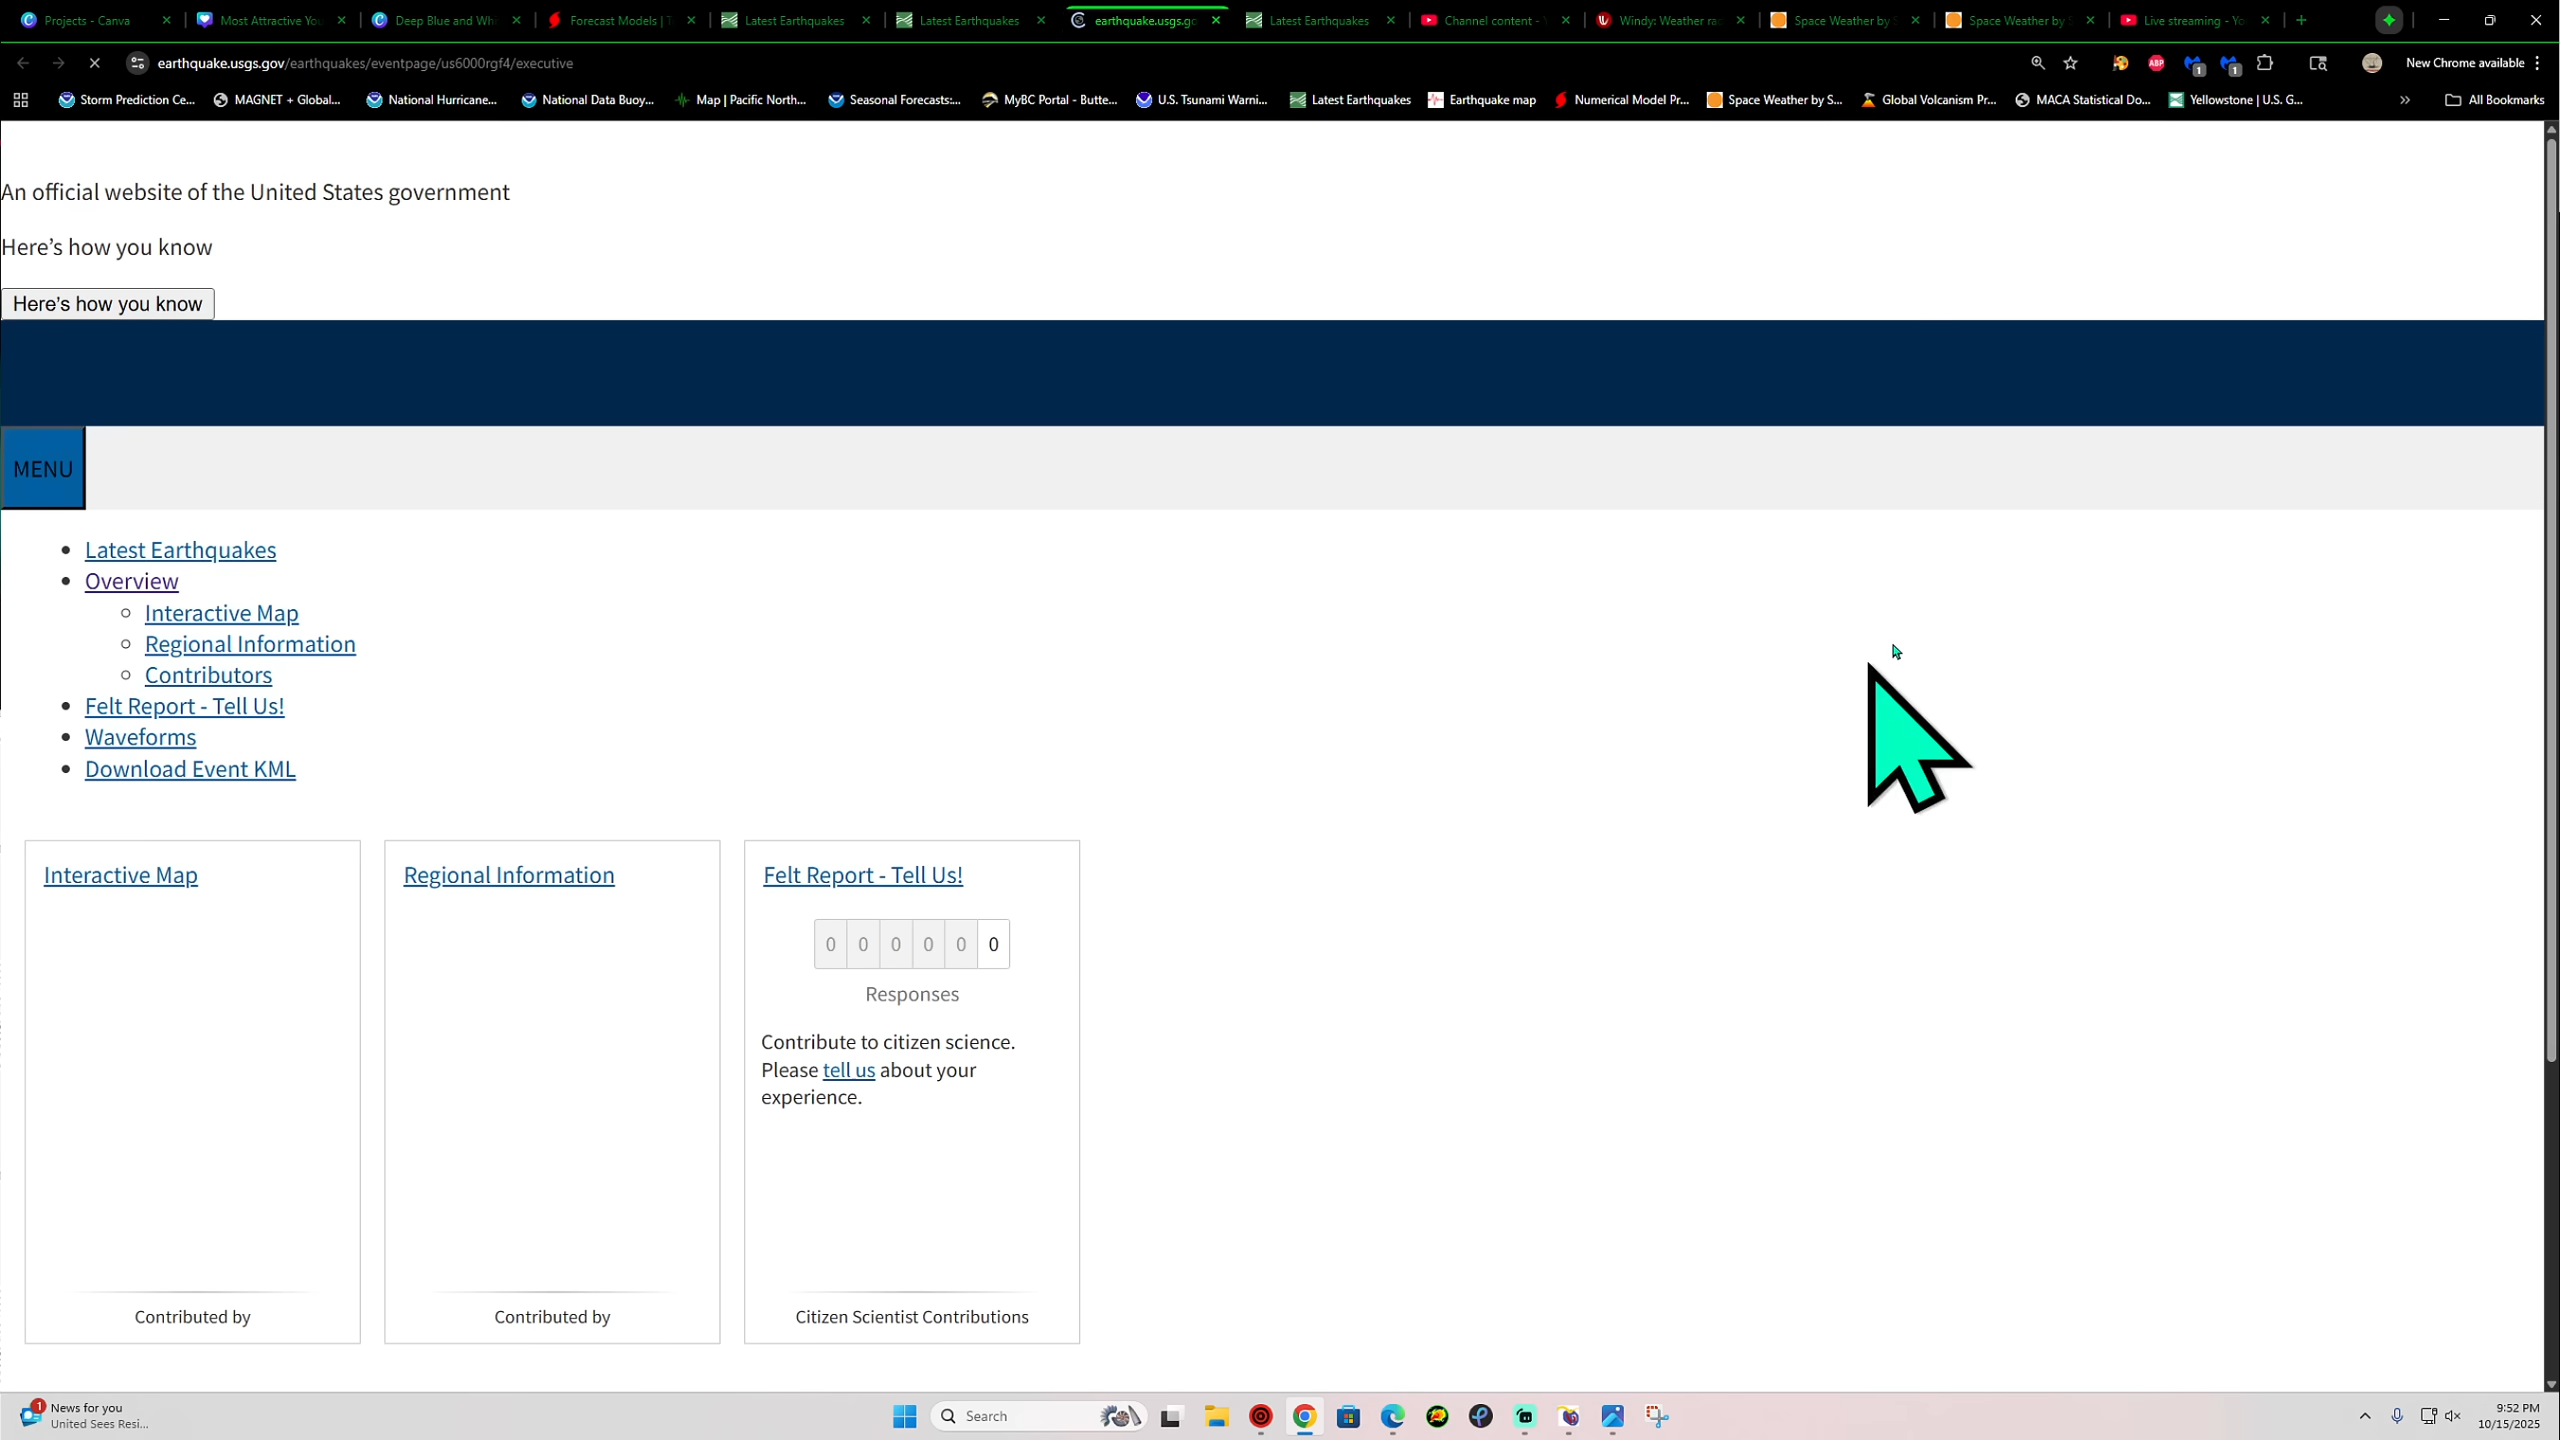 Projects - Canva
Most Attractive You
Deep Blue and Whi
Forecast Models | T
Latest Earthquakes
Latest Earthquakes
earthquake.usgs.go
Latest Earthquakes
Channel content - Y
Windy: Weather rad
Space Weather by S
Space Weather by S
Live streaming - Yo
earthquake.usgs.gov/earthquakes/eventpage/us6000rgf4/executive
ABP
1
1
New Chrome available
Storm Prediction Ce...
MAGNET + Global...
National Hurricane...
National Data Buoy...
Map | Pacific North...
Seasonal Forecasts:...
MyBC Portal - Butte...
U.S. Tsunami Warni...
Latest Earthquakes
Earthquake map
Numerical Model Pr...
Space Weather by S...
Global Volcanism Pr...
MACA Statistical Do...
Yellowstone | U.S. G...
All Bookmarks
An official website of the United States government
Here’s how you know
Here’s how you know
MENU
Latest Earthquakes
Overview
Interactive Map
Regional Information
Contributors
Felt Report - Tell Us!
Waveforms
Download Event KML
Interactive Map
Contributed by
Regional Information
Contributed by
Felt Report - Tell Us!
0 0 0 0 0 0
Responses
Contribute to citizen science.
Please tell us about your
experience.
Citizen Scientist Contributions
1
News for you
United Sees Resi...
Search
9:52 PM
10/15/2025